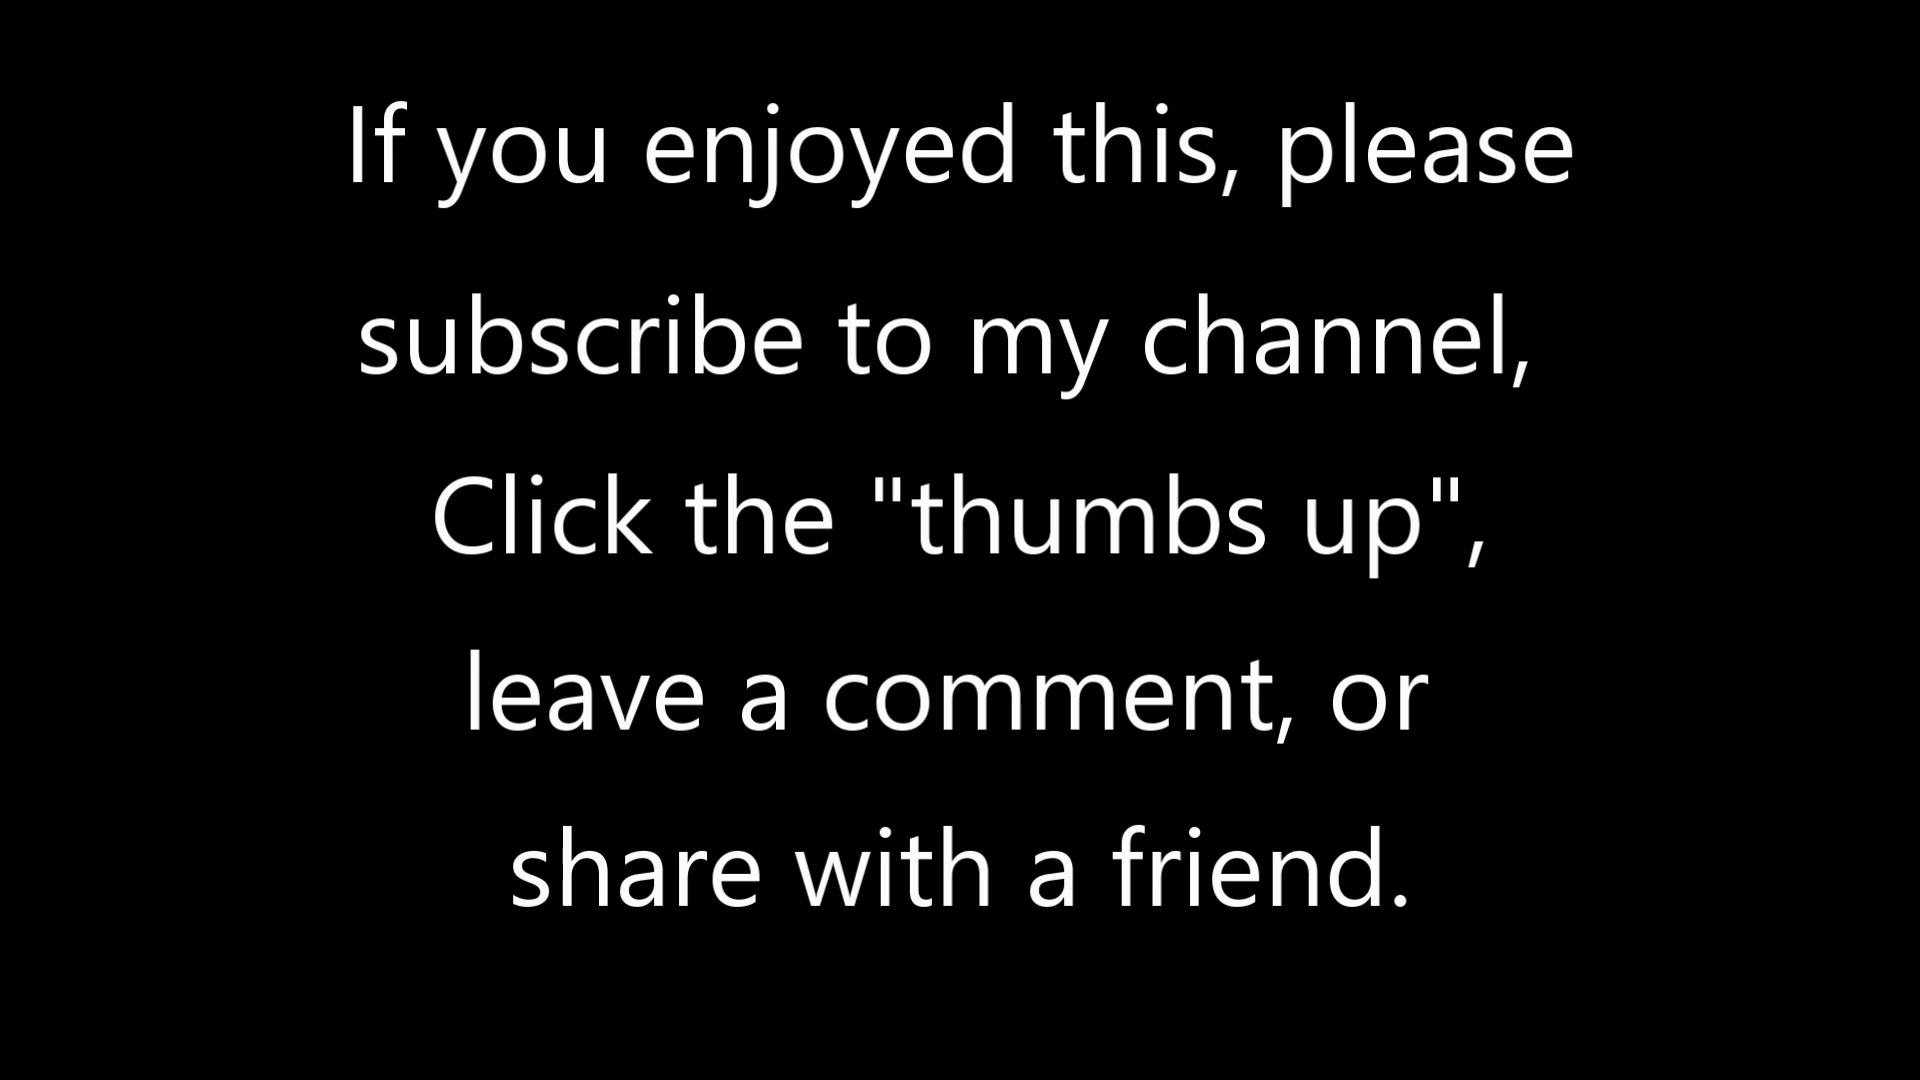 If you enjoyed this, please
subscribe to my channel,
Click the "thumbs up",
leave a comment, or
share with a friend.